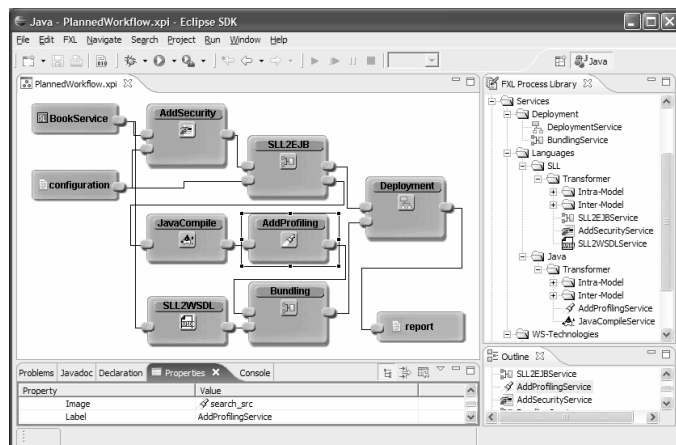 Java - PlannedWorkflow.xpi - Eclipse SDK
File Edit FXL Navigate Search Project Run Window Help
Java
PlannedWorkflow.xpi
BookService
AddSecurity
SLL2EJB
configuration
Deployment
JavaCompile
AddProfiling
SLL2WSDL
Bundling
report
FXL Process Library
Services
Deployment
DeploymentService
BundlingService
Languages
SLL
Transformer
Intra-Model
Inter-Model
SLL2EJBService
AddSecurityService
SLL2WSDLService
Java
Transformer
Intra-Model
Inter-Model
AddProfilingService
JavaCompileService
WS-Technologies
Problems Javadoc Declaration Properties Console
Property Value
Image search_src
Label AddProfilingService
Outline
SLL2EJBService
AddProfilingService
AddSecurityService